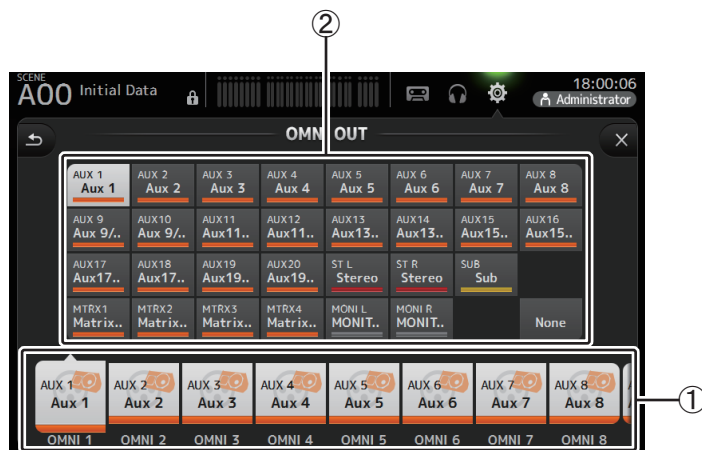 ②
SCENE
A00 Initial Data
18:00:06
Administrator
OMNI OUT
AUX 1 AUX 2 AUX 3 AUX 4 AUX 5 AUX 6 AUX 7 AUX 8
Aux 1 Aux 2 Aux 3 Aux 4 Aux 5 Aux 6 Aux 7 Aux 8
AUX 9 AUX10 AUX11 AUX12 AUX13 AUX14 AUX15 AUX16
Aux 9/.. Aux 9/.. Aux11.. Aux11.. Aux13.. Aux13.. Aux15.. Aux15..
AUX17 AUX18 AUX19 AUX20 ST L ST R SUB
Aux17.. Aux17.. Aux19.. Aux19.. Stereo Stereo Sub
MTRX1 MTRX2 MTRX3 MTRX4 MONI L MONI R
Matrix.. Matrix.. Matrix.. Matrix.. MONIT.. MONIT.. None
AUX 1 AUX 2 AUX 3 AUX 4 AUX 5 AUX 6 AUX 7 AUX 8
Aux 1 Aux 2 Aux 3 Aux 4 Aux 5 Aux 6 Aux 7 Aux 8
①
OMNI 1 OMNI 2 OMNI 3 OMNI 4 OMNI 5 OMNI 6 OMNI 7 OMNI 8